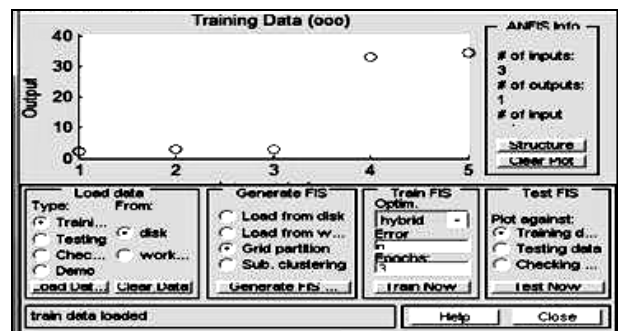 Training Data (ooo)
ANFIS Info
40
30
20
10
0
Output
1 2 3 4 5
# of inputs:
3
# of outputs:
1
# of input
Structure
Clear Plot
Load data
Type: From:
Traini...
Testing
Chec...
Demo
disk
work...
Load Dat... Clear Data
Generate FIS
Load from disk
Load from w...
Grid partition
Sub. clustering
Generate FIS ...
Train FIS
Optim.
hybrid
Error
Epochs:
3
Train Now
Test FIS
Plot against:
Training d...
Testing data
Checking ...
Test Now
train data loaded
Help Close